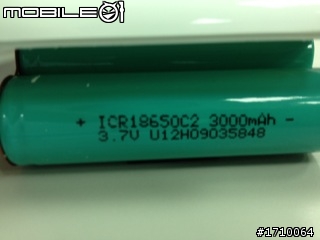 MOBILE01
+ ICR18650C2 3000mAh -
3.7V U12H09035848
#1710064